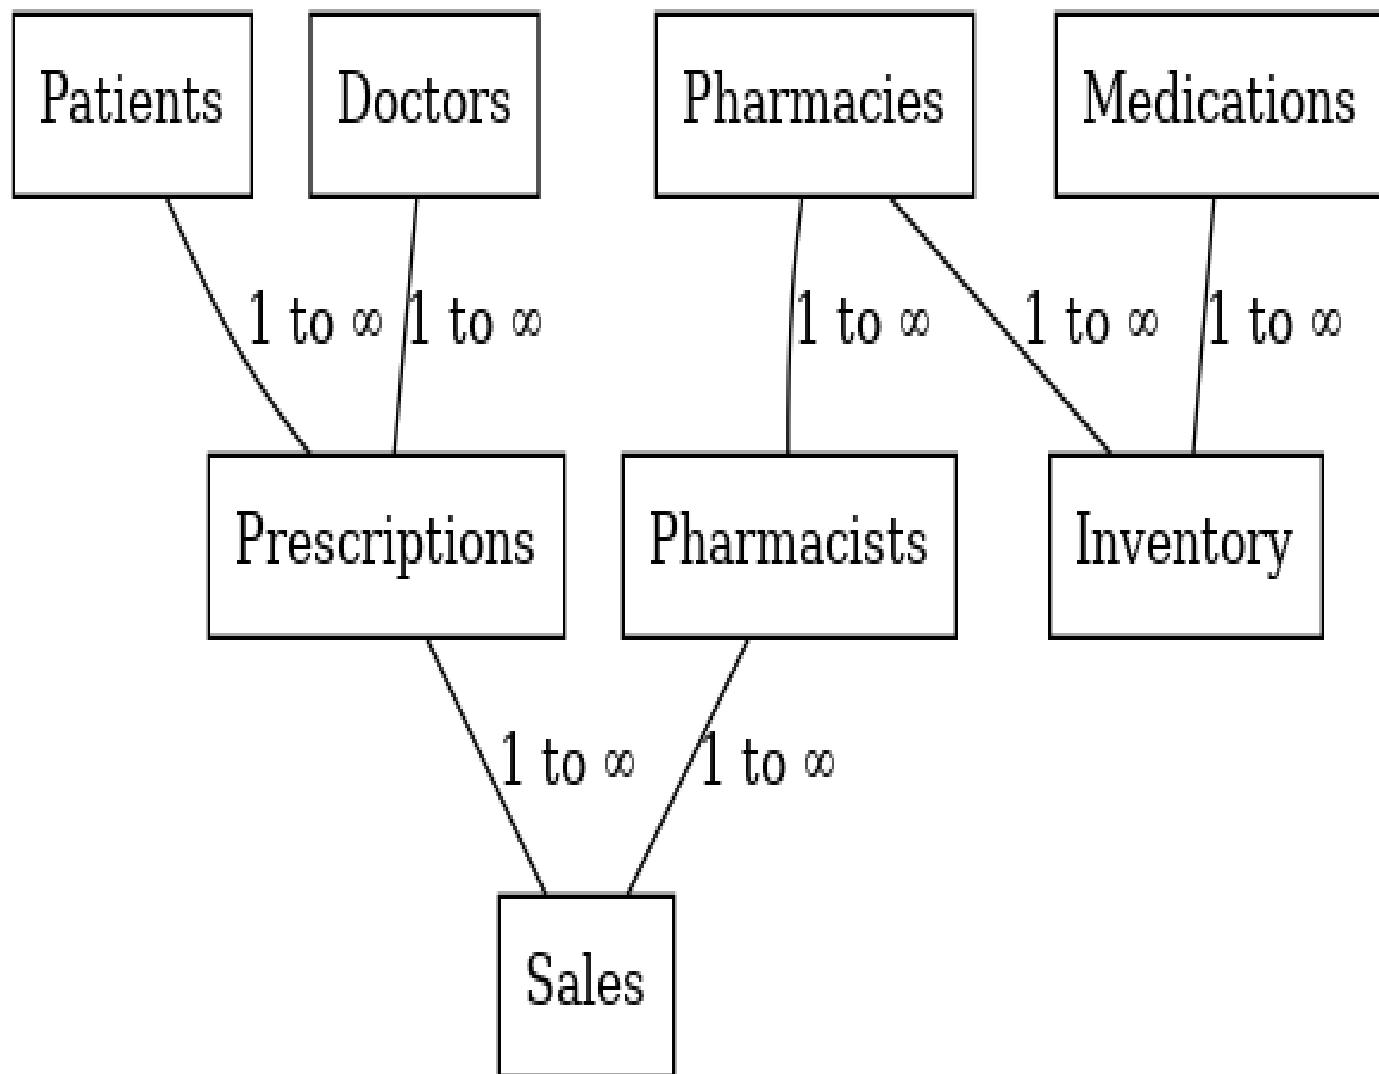 Patients
Doctors
Pharmacies
Medications
1 to ∞
1 to ∞
1 to ∞
1 to ∞
1 to ∞
Prescriptions
Pharmacists
Inventory
1 to ∞
1 to ∞
Sales